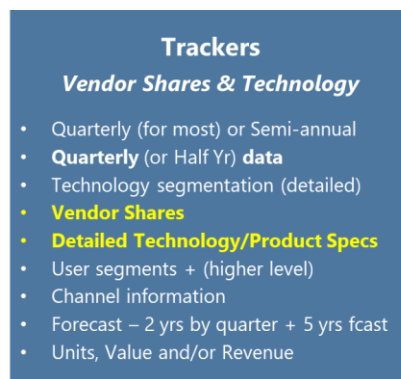 Trackers
Vendor Shares & Technology
• Quarterly (for most) or Semi-annual
• Quarterly (or Half Yr) data
• Technology segmentation (detailed)
• Vendor Shares
• Detailed Technology/Product Specs
• User segments + (higher level)
• Channel information
• Forecast – 2 yrs by quarter + 5 yrs fcast
• Units, Value and/or Revenue